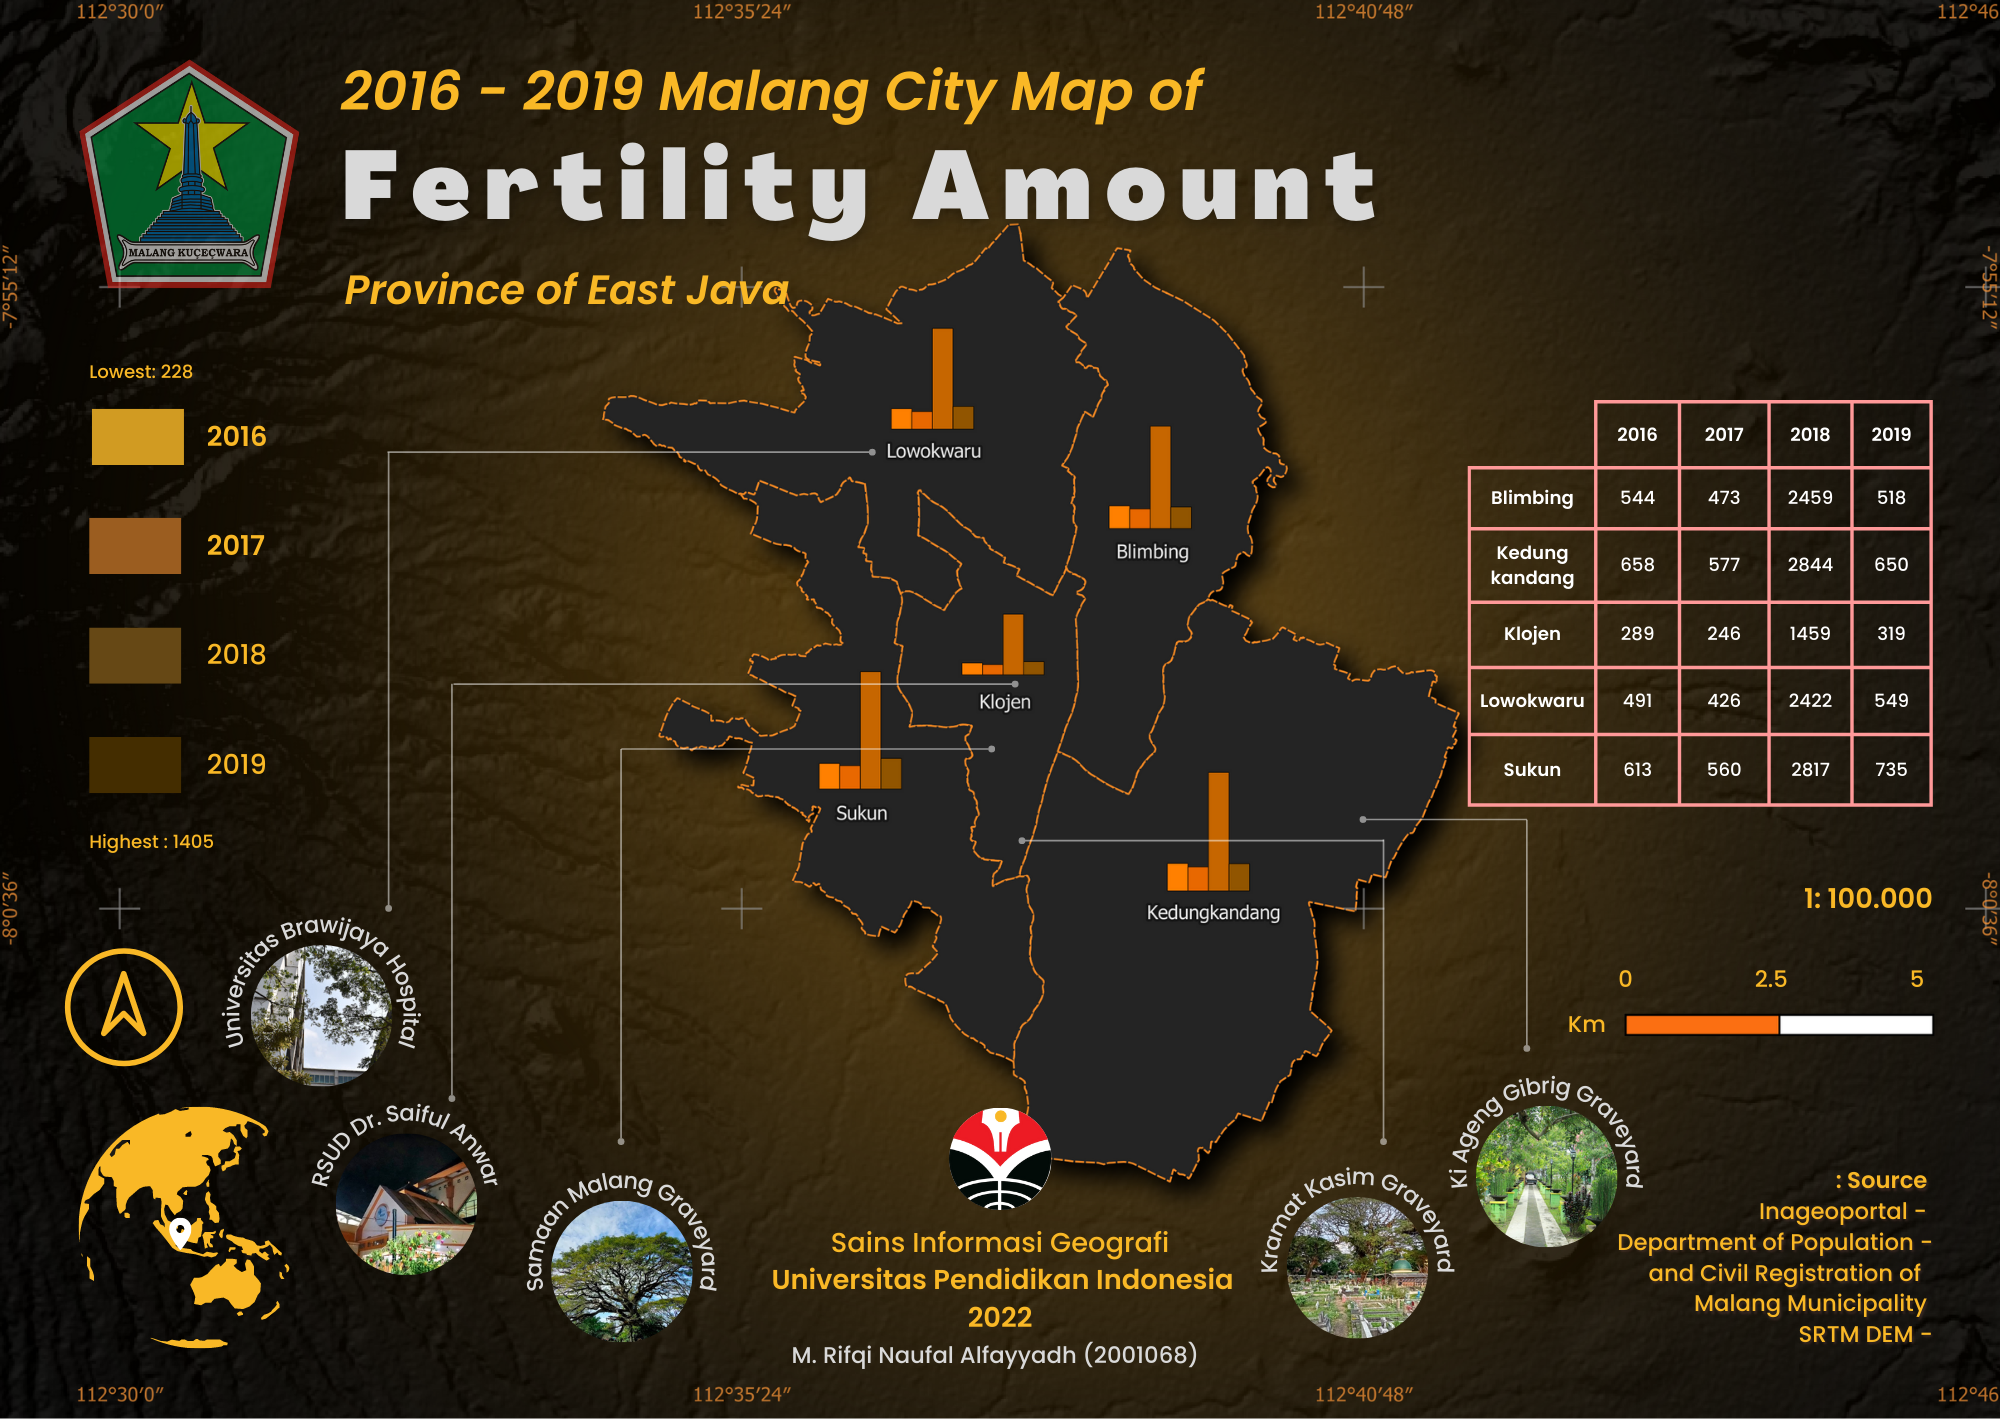 112°30′0″ 112°35′24″ 112°40′48″ 112°46
2016 - 2019 Malang City Map of
Fertility Amount
Province of East Java
MALANG KUÇEÇWARA
-7°55′12″
-7°55′12″
Lowest: 228
2016
2017
2018
2019
Highest : 1405
Lowokwaru
Blimbing
Klojen
Sukun
Kedungkandang
2016 2017 2018 2019
Blimbing 544 473 2459 518
Kedung
kandang 658 577 2844 650
Klojen 289 246 1459 319
Lowokwaru 491 426 2422 549
Sukun 613 560 2817 735
-8°0′36″
-8°0′36″
1: 100.000
0 2.5 5
Km
Universitas Brawijaya Hospital
RSUD Dr. Saiful Anwar
Samaan Malang Graveyard
Kramat Kasim Graveyard
Ki Ageng Gibrig Graveyard
Sains Informasi Geografi
Universitas Pendidikan Indonesia
2022
M. Rifqi Naufal Alfayyadh (2001068)
: Source
Inageoportal -
Department of Population -
and Civil Registration of
Malang Municipality
SRTM DEM -
112°30′0″ 112°35′24″ 112°40′48″ 112°46